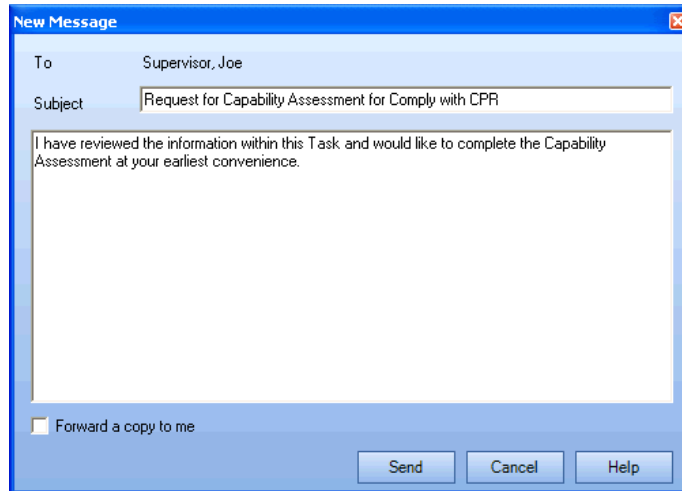 New Message
To Supervisor, Joe
Subject Request for Capability Assessment for Comply with CPR
I have reviewed the information within this Task and would like to complete the Capability
Assessment at your earliest convenience.
Forward a copy to me
Send Cancel Help